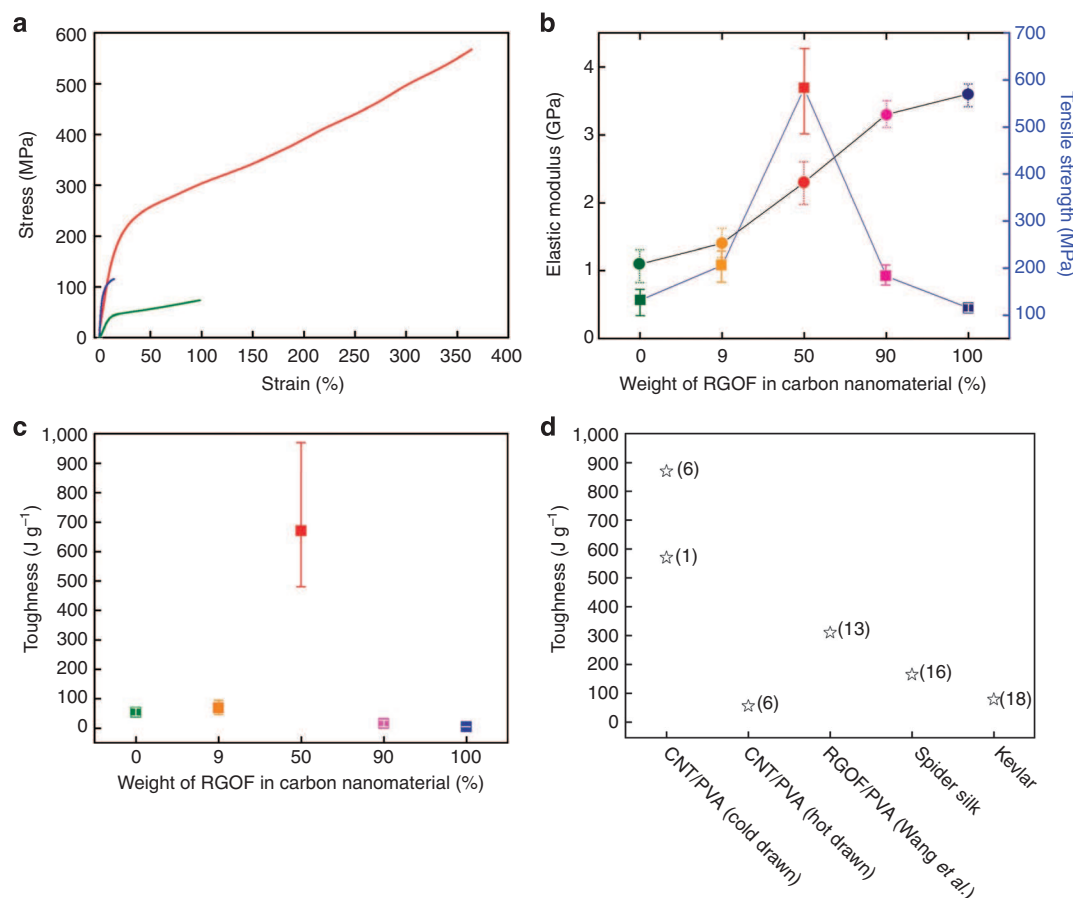 a
600
500
400
300
200
100
0
Stress (MPa)
0 50 100 150 200 250 300 350 400
Strain (%)
b
4
3
2
1
0
Elastic modulus (GPa)
700
600
500
400
300
200
100
Tensile strength (MPa)
0 9 50 90 100
Weight of RGOF in carbon nanomaterial (%)
c
1,000
900
800
700
600
500
400
300
200
100
0
Toughness (J g⁻¹)
0 9 50 90 100
Weight of RGOF in carbon nanomaterial (%)
d
1,000
900
800
700
600
500
400
300
200
100
0
Toughness (J g⁻¹)
(6)
(1)
(6)
(13)
(16)
(18)
CNT/PVA (cold drawn)
CNT/PVA (hot drawn)
RGOF/PVA (Wang et al.)
Spider silk
Kevlar